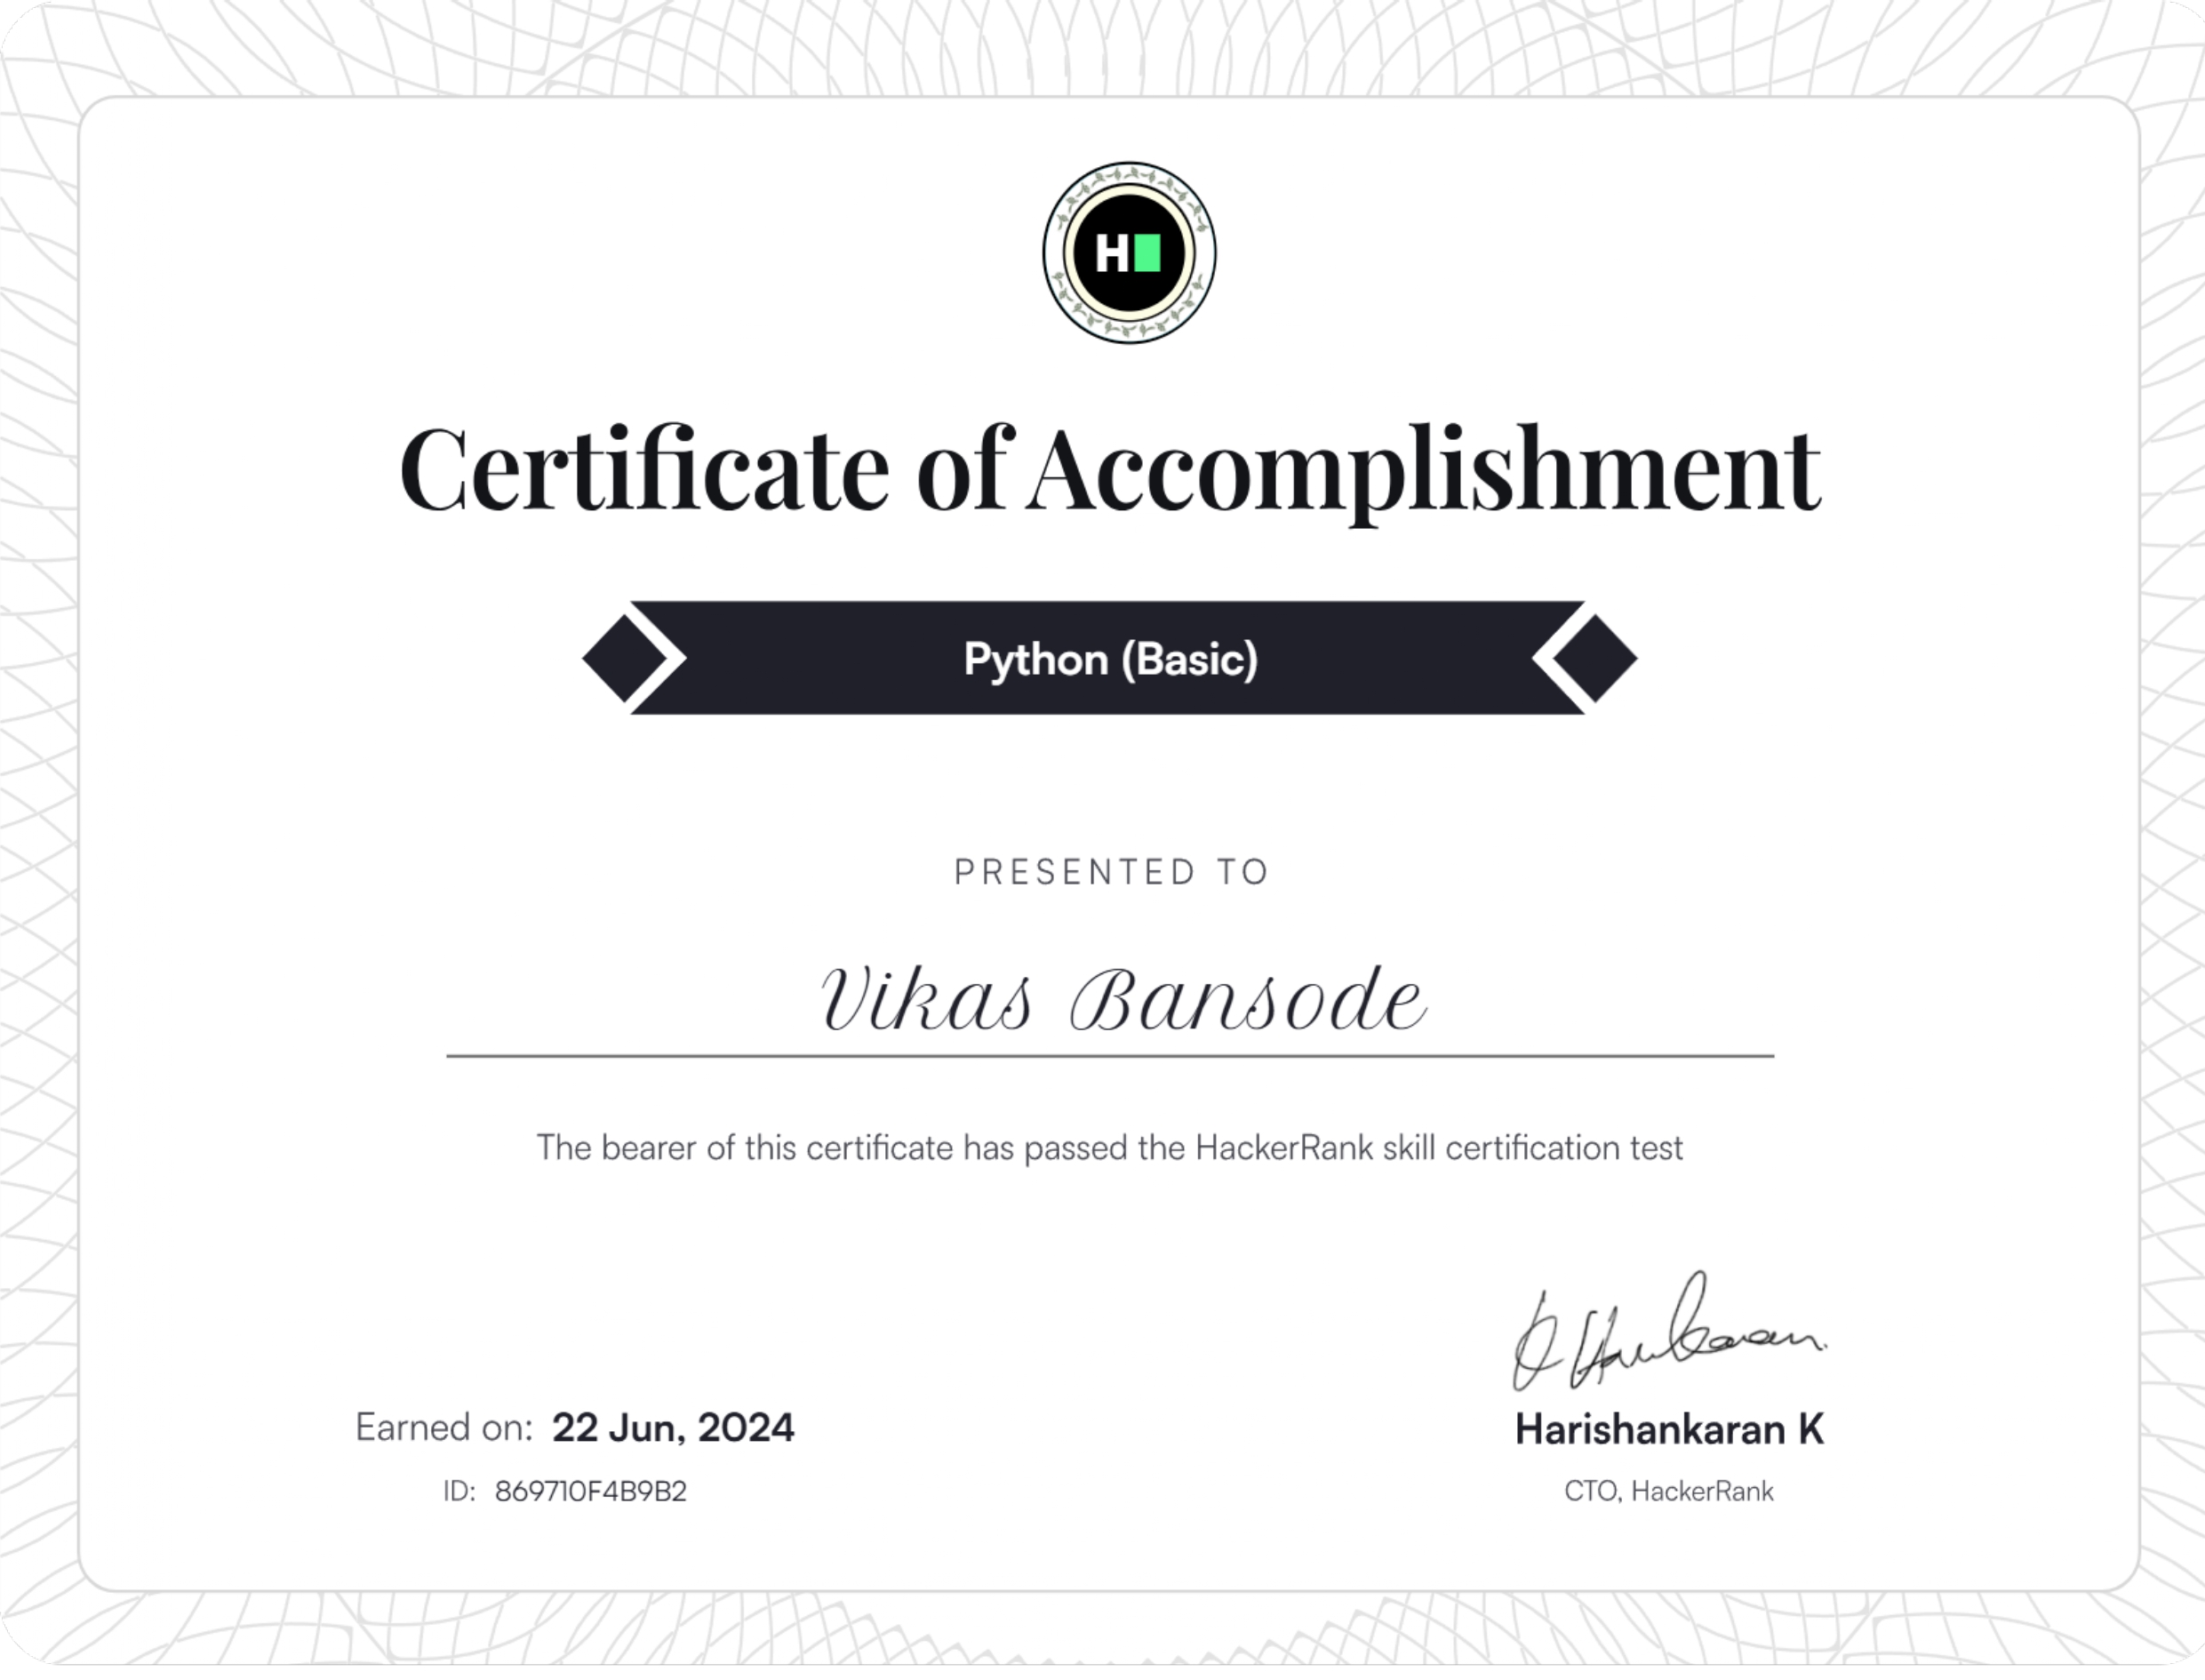 H
Certificate of Accomplishment
Python (Basic)
PRESENTED TO
Vikas Bansode
The bearer of this certificate has passed the HackerRank skill certification test
Earned on: 22 Jun, 2024
ID: 869710F4B9B2
Harishankaran K
CTO, HackerRank